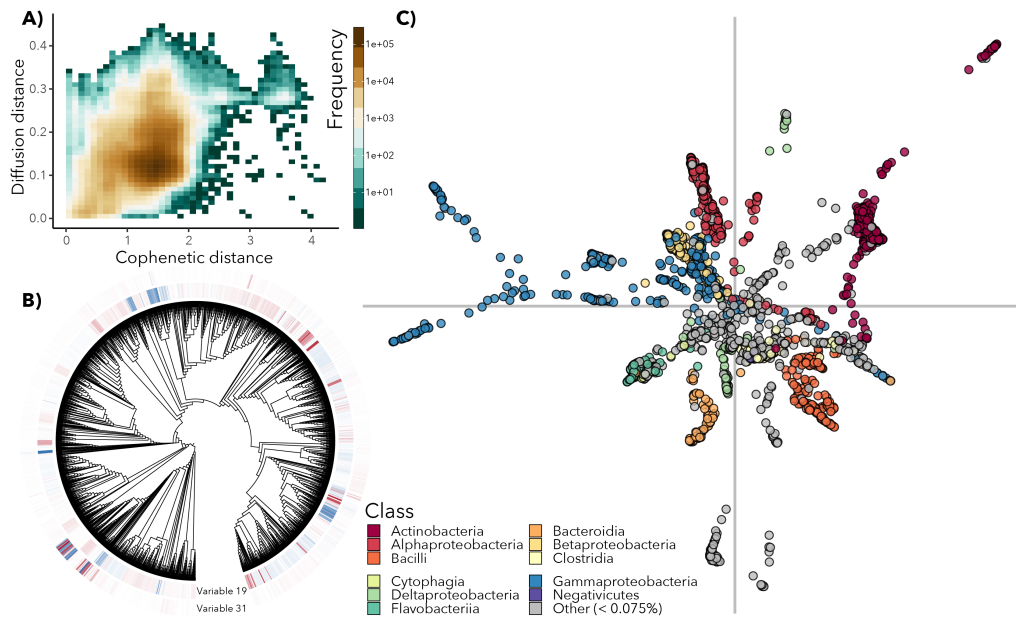 A)
Diffusion distance
0.4
0.3
0.2
0.1
0.0
0
1
2
3
4
Cophenetic distance
Frequency
1e+05
1e+04
1e+03
1e+02
1e+01
B)
Variable 19
Variable 31
C)
Class
Actinobacteria
Alphaproteobacteria
Bacilli
Cytophagia
Deltaproteobacteria
Flavobacteriia
Bacteroidia
Betaproteobacteria
Clostridia
Gammaproteobacteria
Negativicutes
Other (< 0.075%)